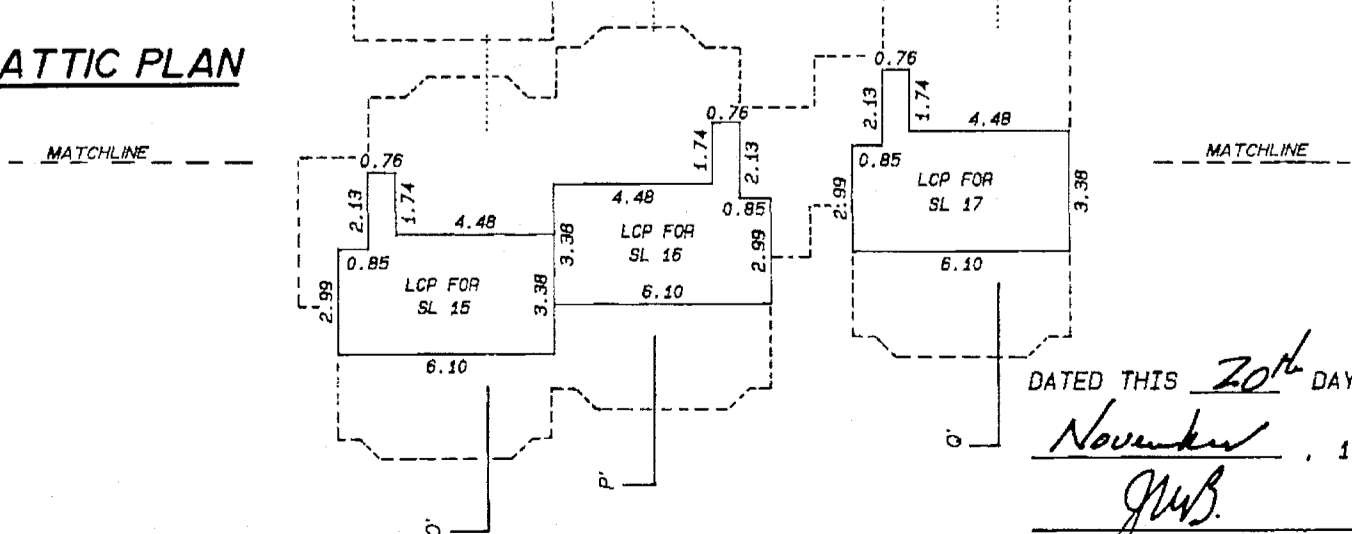 ATTIC PLAN
MATCHLINE
MATCHLINE
0.76
2.13
1.74
4.48
0.85
2.99
3.38
LCP FOR
SL 15
6.10
0.76
1.74
2.13
4.48
0.85
3.38
2.99
LCP FOR
SL 16
6.10
0.76
2.13
1.74
4.48
0.85
2.99
3.38
LCP FOR
SL 17
6.10
O'
P'
Q'
DATED THIS 20th DAY
November , 1